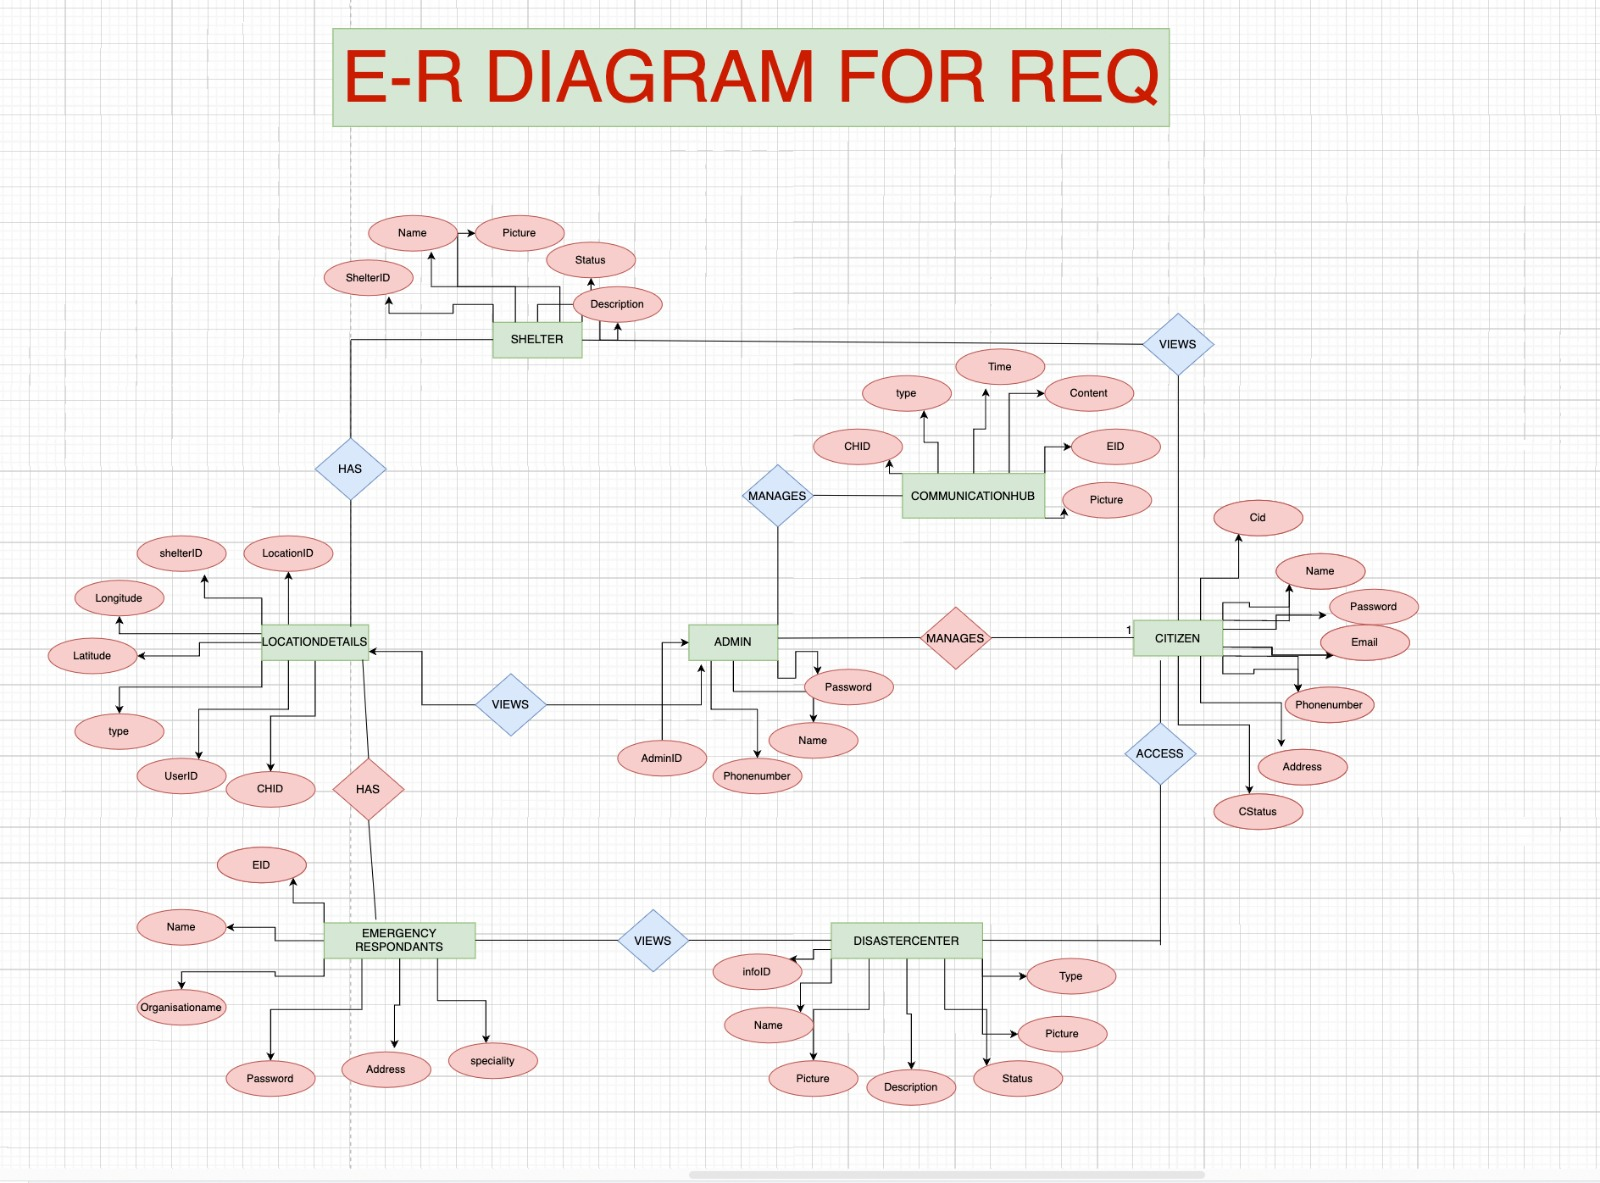 E-R DIAGRAM FOR REQ
Name
Picture
Status
ShelterID
Description
SHELTER
VIEWS
Time
type
Content
CHID
EID
HAS
MANAGES
COMMUNICATIONHUB
Picture
Cid
shelterID
LocationID
Name
Longitude
Password
1
LOCATIONDETAILS
ADMIN
MANAGES
CITIZEN
Email
Latitude
Password
VIEWS
Phonenumber
type
Name
ACCESS
AdminID
UserID
Phonenumber
Address
CHID
HAS
CStatus
EID
Name
EMERGENCY
RESPONDANTS
VIEWS
DISASTERCENTER
infoID
Type
Organisationame
Name
Picture
speciality
Address
Password
Picture
Description
Status